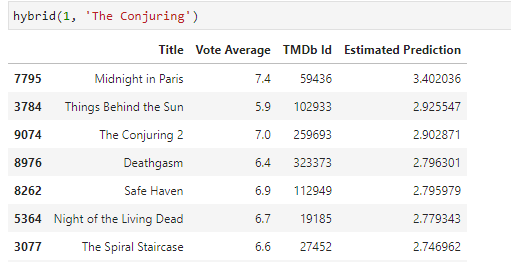 hybrid(1, 'The Conjuring')
Title Vote Average TMDb Id Estimated Prediction
7795 Midnight in Paris 7.4 59436 3.402036
3784 Things Behind the Sun 5.9 102933 2.925547
9074 The Conjuring 2 7.0 259693 2.902871
8976 Deathgasm 6.4 323373 2.796301
8262 Safe Haven 6.9 112949 2.795979
5364 Night of the Living Dead 6.7 19185 2.779343
3077 The Spiral Staircase 6.6 27452 2.746962